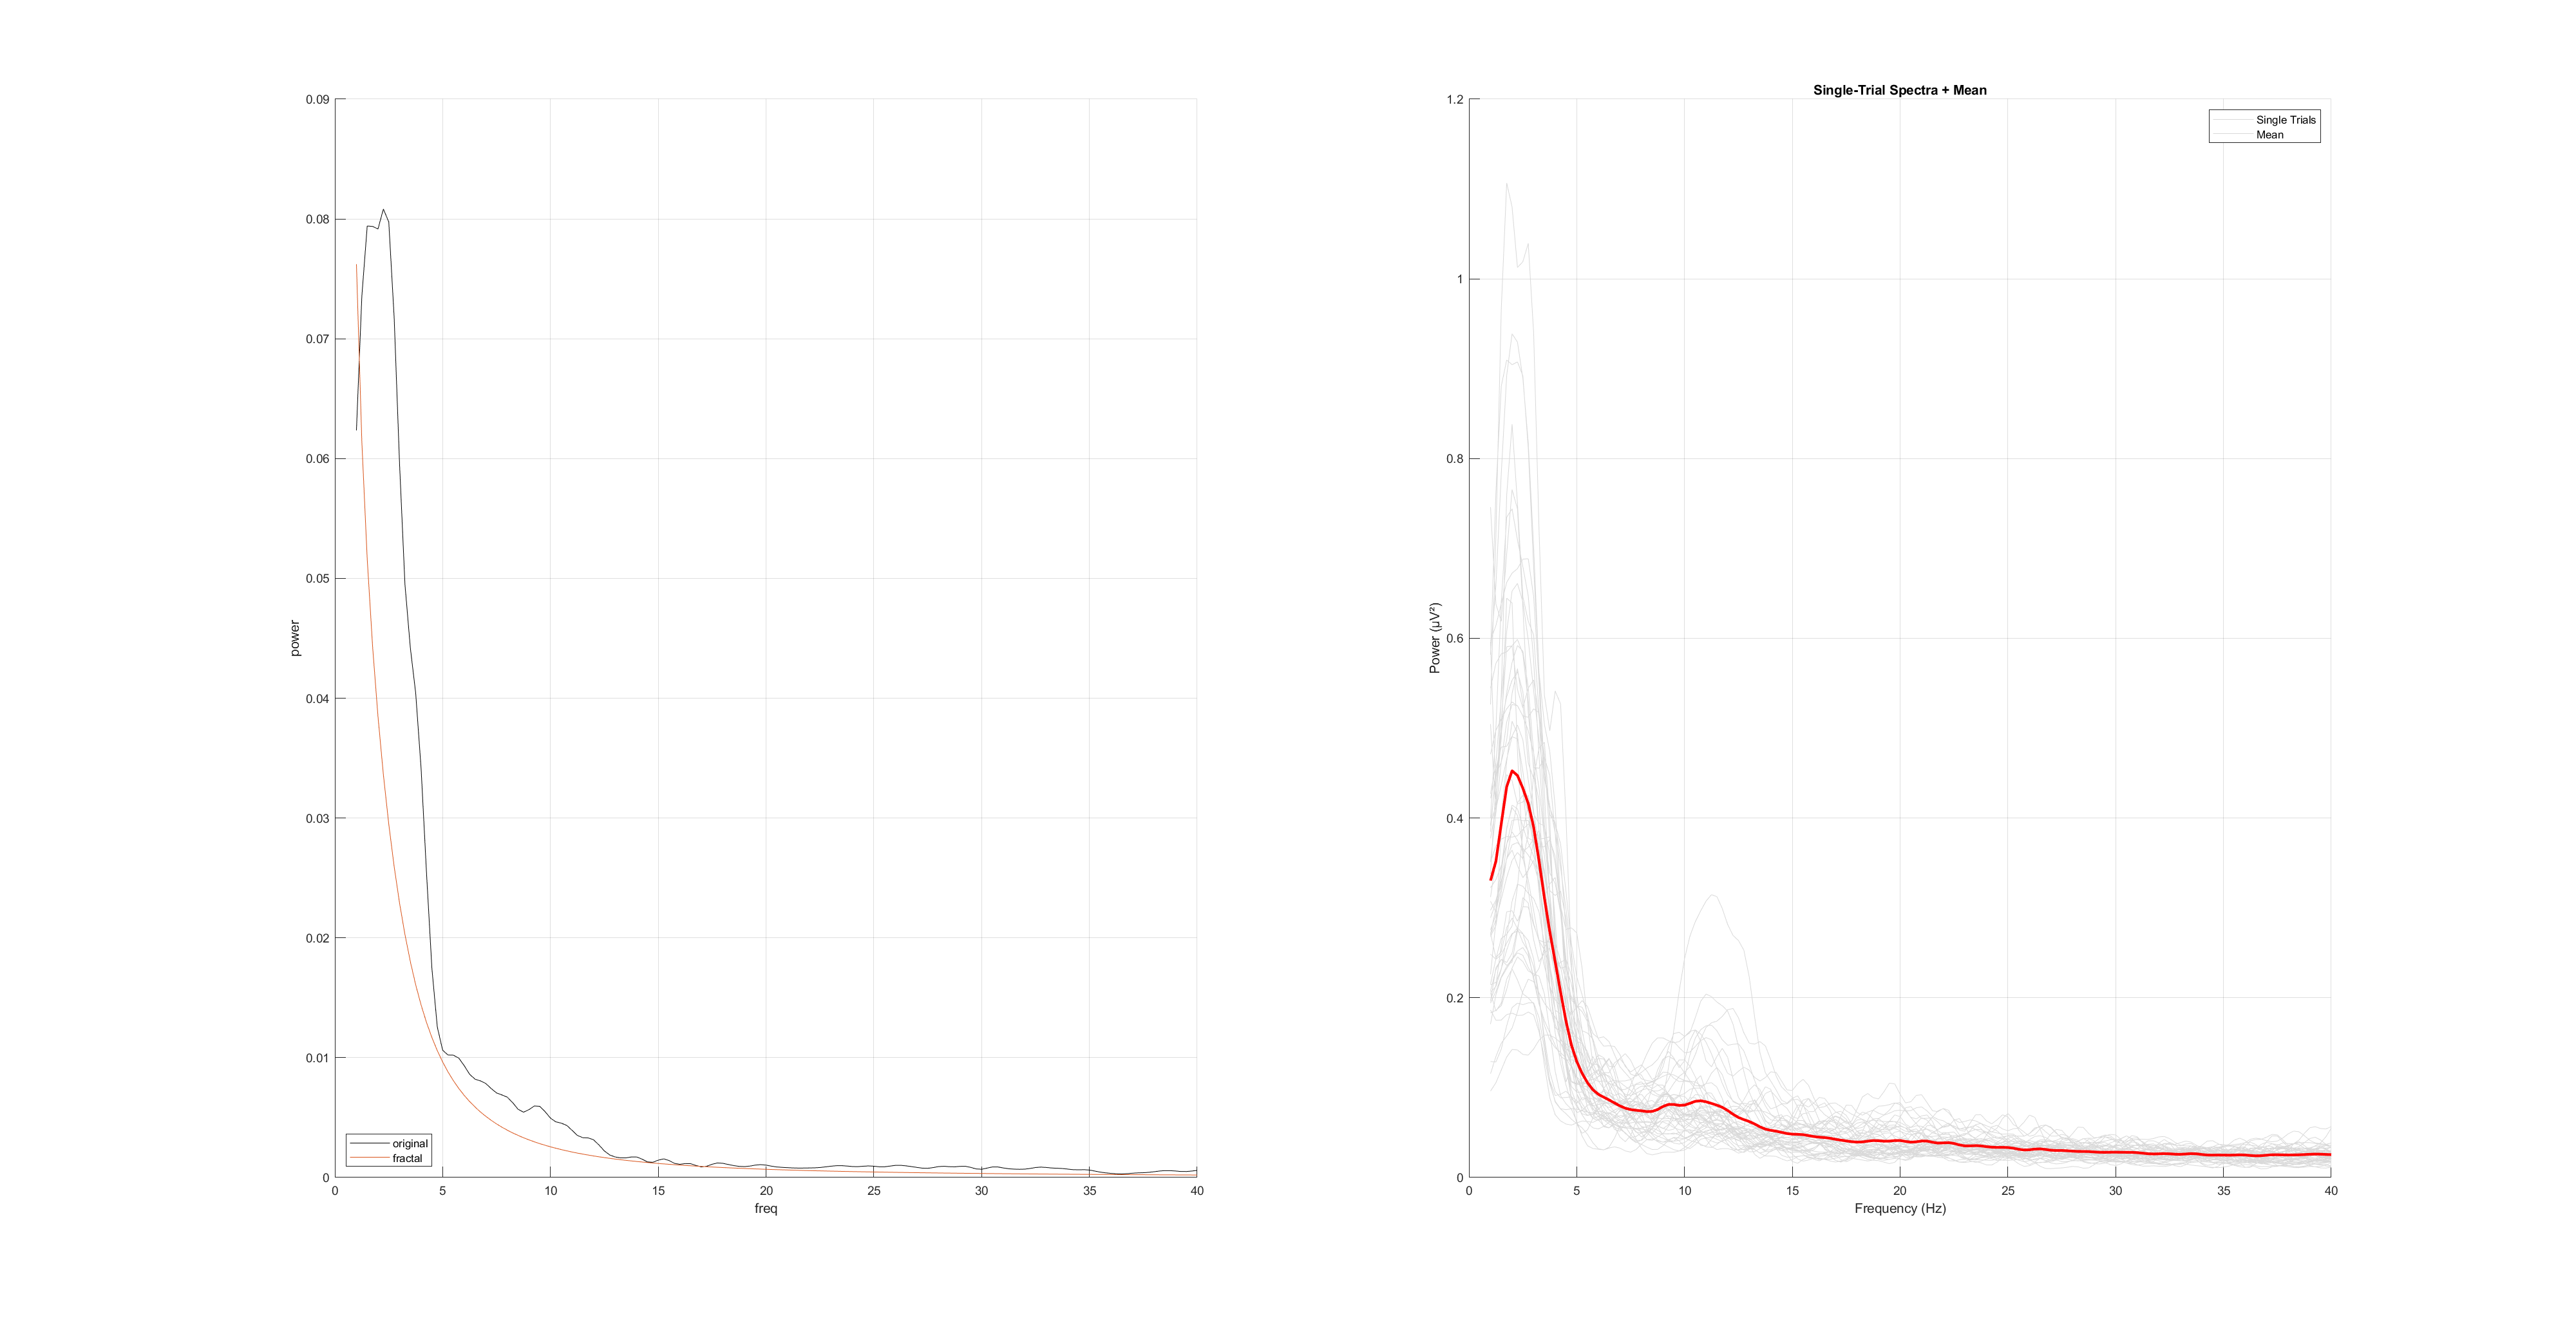 0.09
0.08
0.07
0.06
0.05
0.04
0.03
0.02
0.01
0
power
original
fractal
0 5 10 15 20 25 30 35 40
freq
Single-Trial Spectra + Mean
1.2
1
0.8
0.6
0.4
0.2
0
Power (µV²)
Single Trials
Mean
0 5 10 15 20 25 30 35 40
Frequency (Hz)